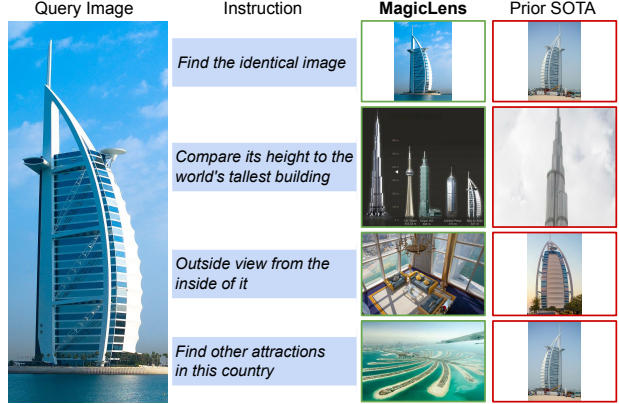 Query Image Instruction MagicLens Prior SOTA
Find the identical image
Compare its height to the
world's tallest building
Outside view from the
inside of it
Find other attractions
in this country